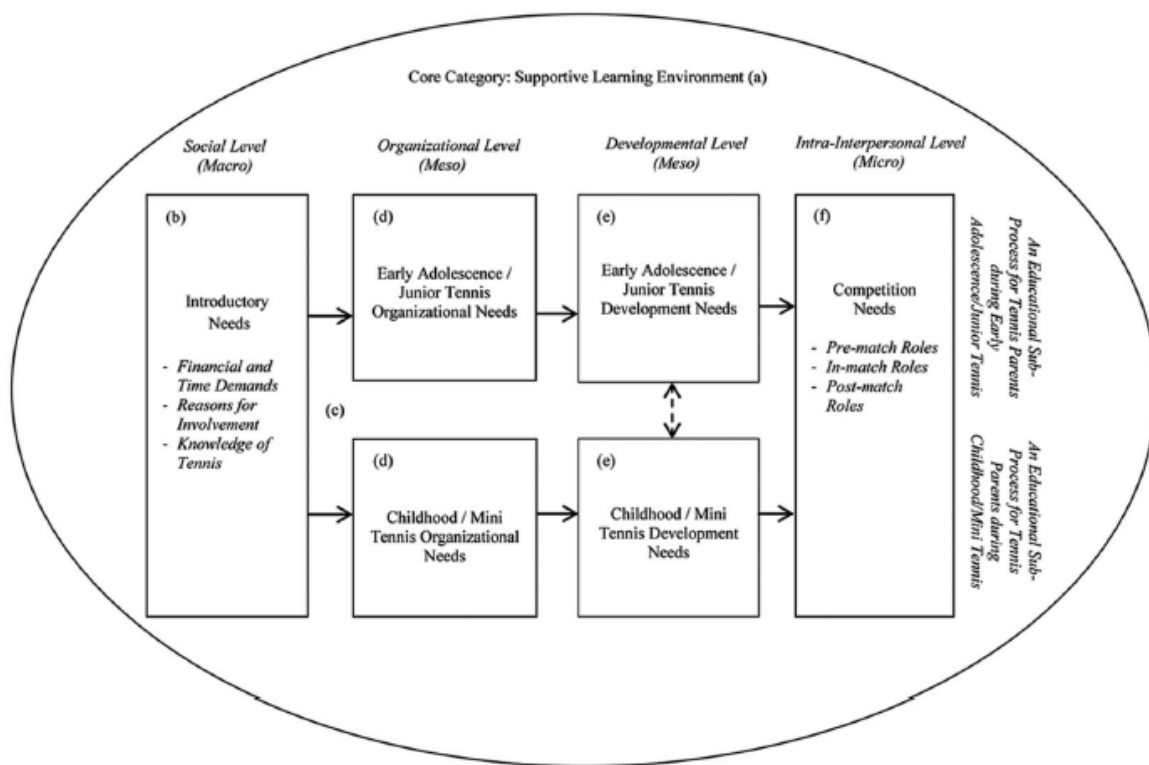 Core Category: Supportive Learning Environment (a)
Social Level
(Macro)
Organizational Level
(Meso)
Developmental Level
(Meso)
Intra-Interpersonal Level
(Micro)
(b)
Introductory
Needs
- Financial and
Time Demands
- Reasons for
Involvement
- Knowledge of
Tennis
(c)
(d)
Early Adolescence /
Junior Tennis
Organizational Needs
(e)
Early Adolescence /
Junior Tennis
Development Needs
(d)
Childhood / Mini
Tennis Organizational
Needs
(e)
Childhood / Mini
Tennis Development
Needs
(f)
Competition
Needs
- Pre-match Roles
- In-match Roles
- Post-match
Roles
An Educational Sub-
Process for Tennis Parents
during Early
Adolescence/Junior Tennis
An Educational Sub-
Process for Tennis
Parents during
Childhood/Mini Tennis